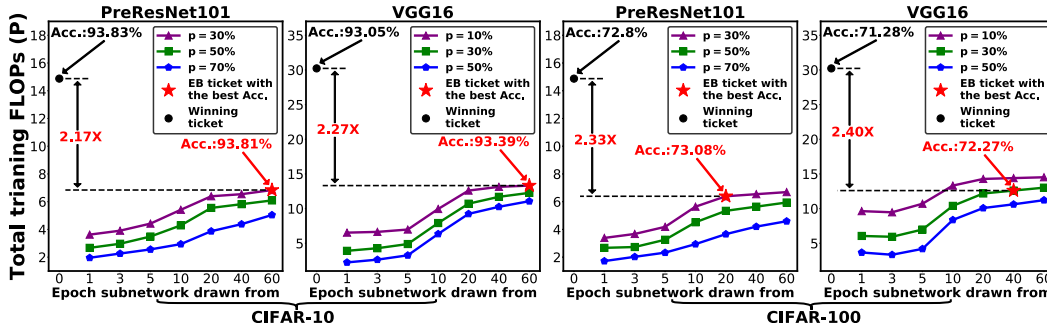 PreResNet101
VGG16
PreResNet101
VGG16
Total trianing FLOPs (P)
18
16
14
12
10
8
6
4
2
Acc.:93.83%
p = 30%
p = 50%
p = 70%
EB ticket with
the best Acc.
Winning
ticket
2.17X
Acc.:93.81%
0 1 3 5 10 20 40 60
Epoch subnetwork drawn from
35
30
25
20
15
10
5
Acc.:93.05%
p = 10%
p = 30%
p = 50%
EB ticket with
the best Acc.
Winning
ticket
2.27X
Acc.:93.39%
0 1 3 5 10 20 40 60
Epoch subnetwork drawn from
CIFAR-10
18
16
14
12
10
8
6
4
2
Acc.:72.8%
p = 30%
p = 50%
p = 70%
EB ticket with
the best Acc.
Winning
ticket
2.33X
Acc.:73.08%
0 1 3 5 10 20 40 60
Epoch subnetwork drawn from
35
30
25
20
15
10
5
Acc.:71.28%
p = 10%
p = 30%
p = 50%
EB ticket with
the best Acc.
Winning
ticket
2.40X
Acc.:72.27%
0 1 3 5 10 20 40 60
Epoch subnetwork drawn from
CIFAR-100